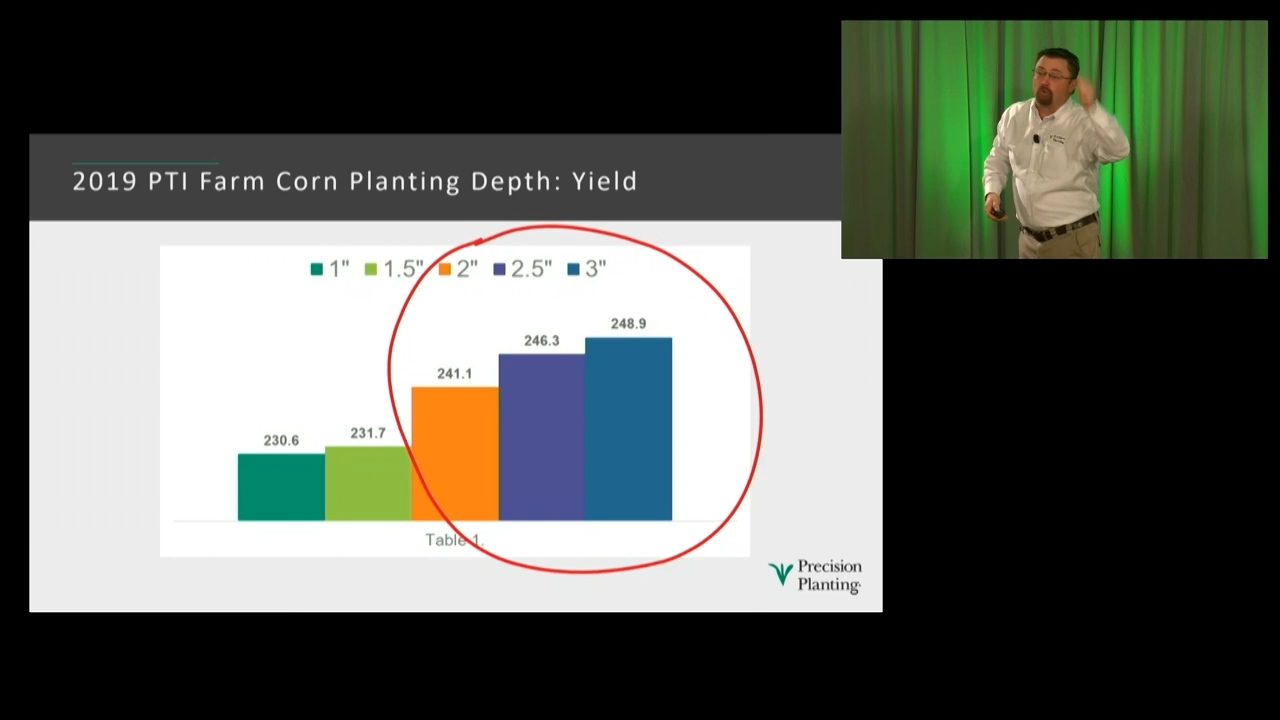 2019 PTI Farm Corn Planting Depth: Yield
1" 1.5" 2" 2.5" 3"
248.9
246.3
241.1
231.7
230.6
Table 1.
Precision
Planting